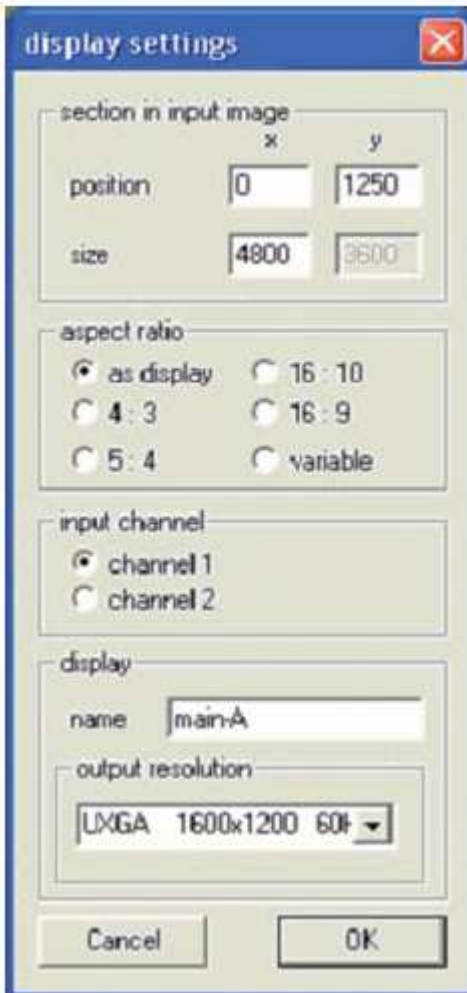 display settings
section in input image
x y
position 0 1250
size 4800 3600
aspect ratio
as display 16 : 10
4 : 3 16 : 9
5 : 4 variable
input channel
channel 1
channel 2
display
name main-A
output resolution
UXGA 1600x1200 60H
Cancel OK